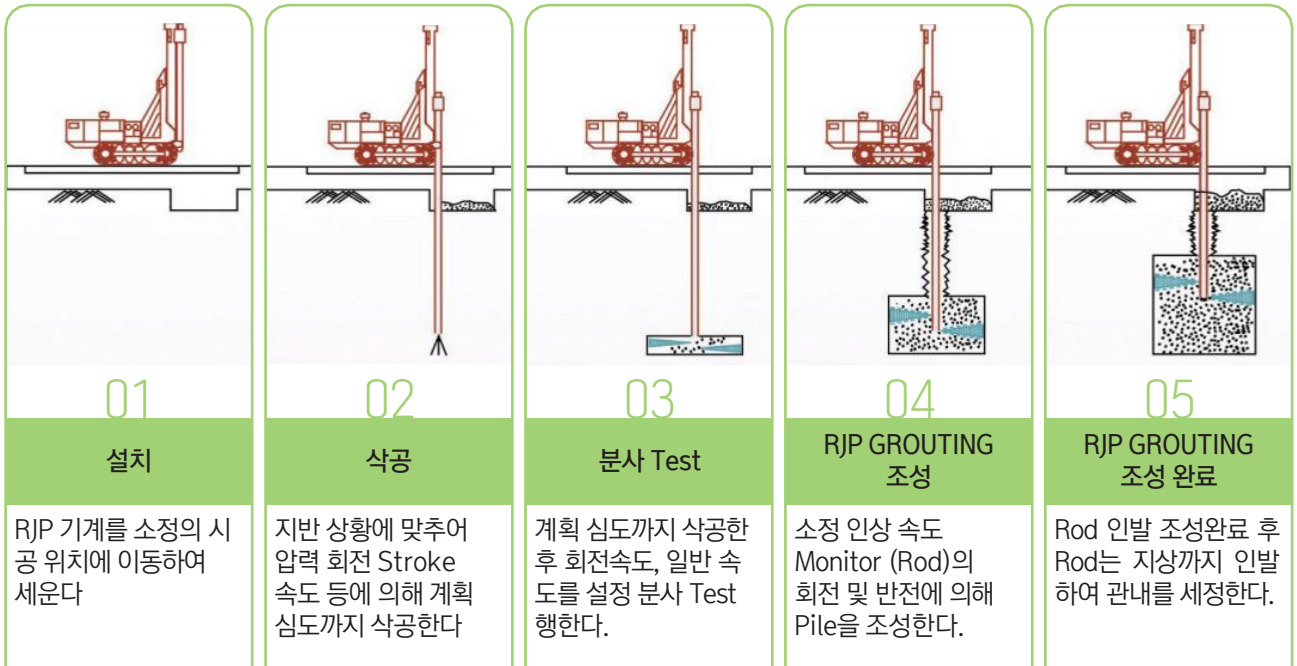 01
설치
RJP 기계를 소정의 시
공 위치에 이동하여
세운다
02
삭공
지반 상황에 맞추어
압력 회전 Stroke
속도 등에 의해 계획
심도까지 삭공한다
03
분사 Test
계획 심도까지 삭공한
후 회전속도, 일반 속
도를 설정 분사 Test
행한다.
04
RJP GROUTING
조성
소정 인상 속도
Monitor (Rod)의
회전 및 반전에 의해
Pile을 조성한다.
05
RJP GROUTING
조성 완료
Rod 인발 조성완료 후
Rod는 지상까지 인발
하여 관내를 세정한다.